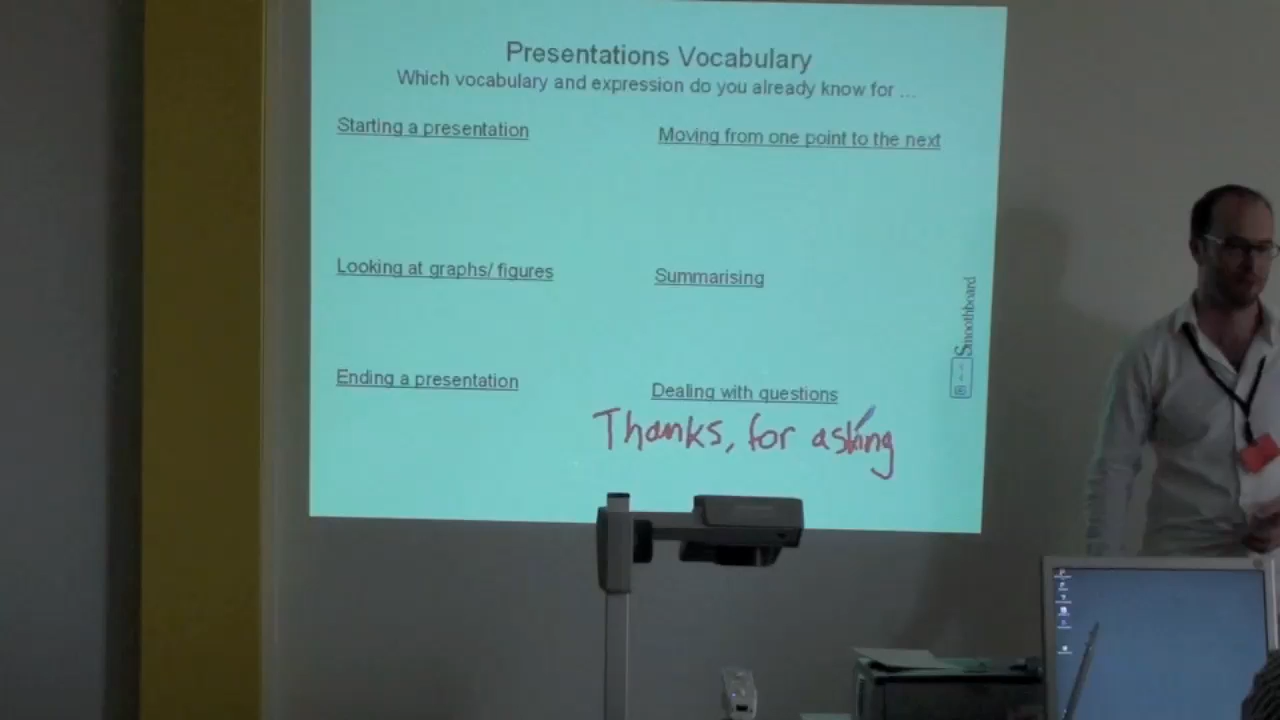 Presentations Vocabulary
Which vocabulary and expression do you already know for ...
Starting a presentation
Moving from one point to the next
Looking at graphs/ figures
Summarising
Smoothboard
Ending a presentation
Dealing with questions
Thanks, for asking